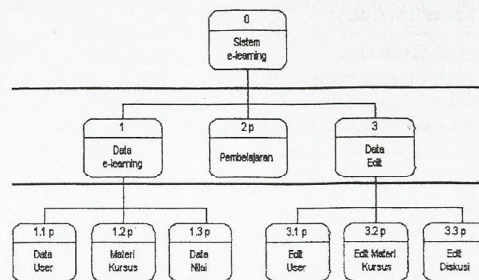 0
Sistem
e-learning
1
Data
e-learning
2 p
Pembelajaran
3
Data
Edit
1.1 p
Data
User
1.2 p
Materi
Kursus
1.3 p
Data
Nilai
3.1 p
Edit
User
3.2 p
Edit Materi
Kursus
3.3 p
Edit
Diskusi